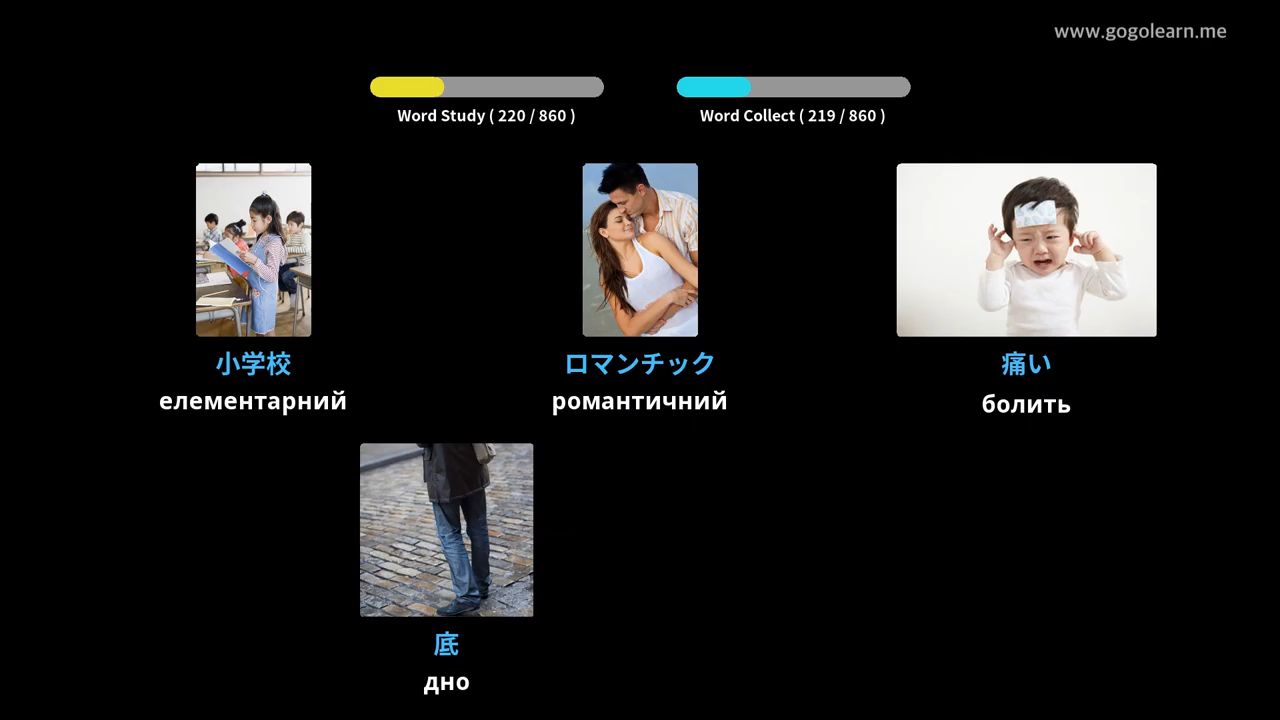 www.gogolearn.me
Word Study ( 220 / 860 )
Word Collect ( 219 / 860 )
小学校
елементарний
ロマンチック
романтичний
痛い
болить
底
дно